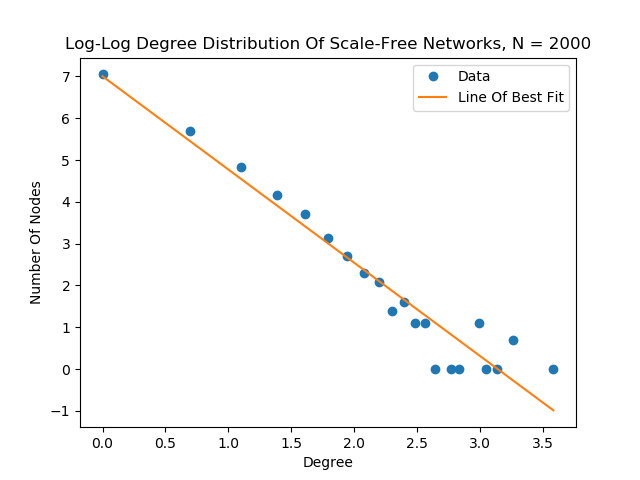 Log-Log Degree Distribution Of Scale-Free Networks, N = 2000
Data
Line Of Best Fit
Number Of Nodes
7
6
5
4
3
2
1
0
−1
0.0 0.5 1.0 1.5 2.0 2.5 3.0 3.5
Degree